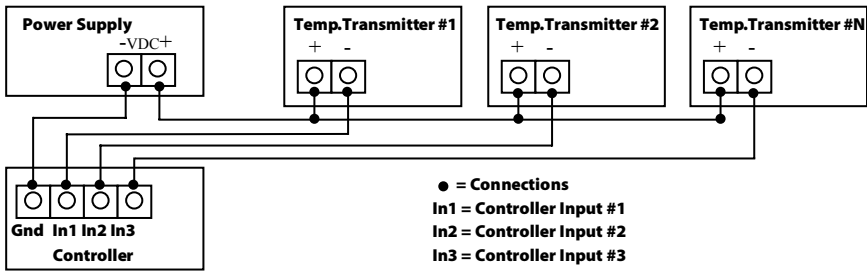 Power Supply
-VDC+
Temp.Transmitter #1
+ -
Temp.Transmitter #2
+ -
Temp.Transmitter #N
+ -
Gnd In1 In2 In3
Controller
= Connections
In1 = Controller Input #1
In2 = Controller Input #2
In3 = Controller Input #3